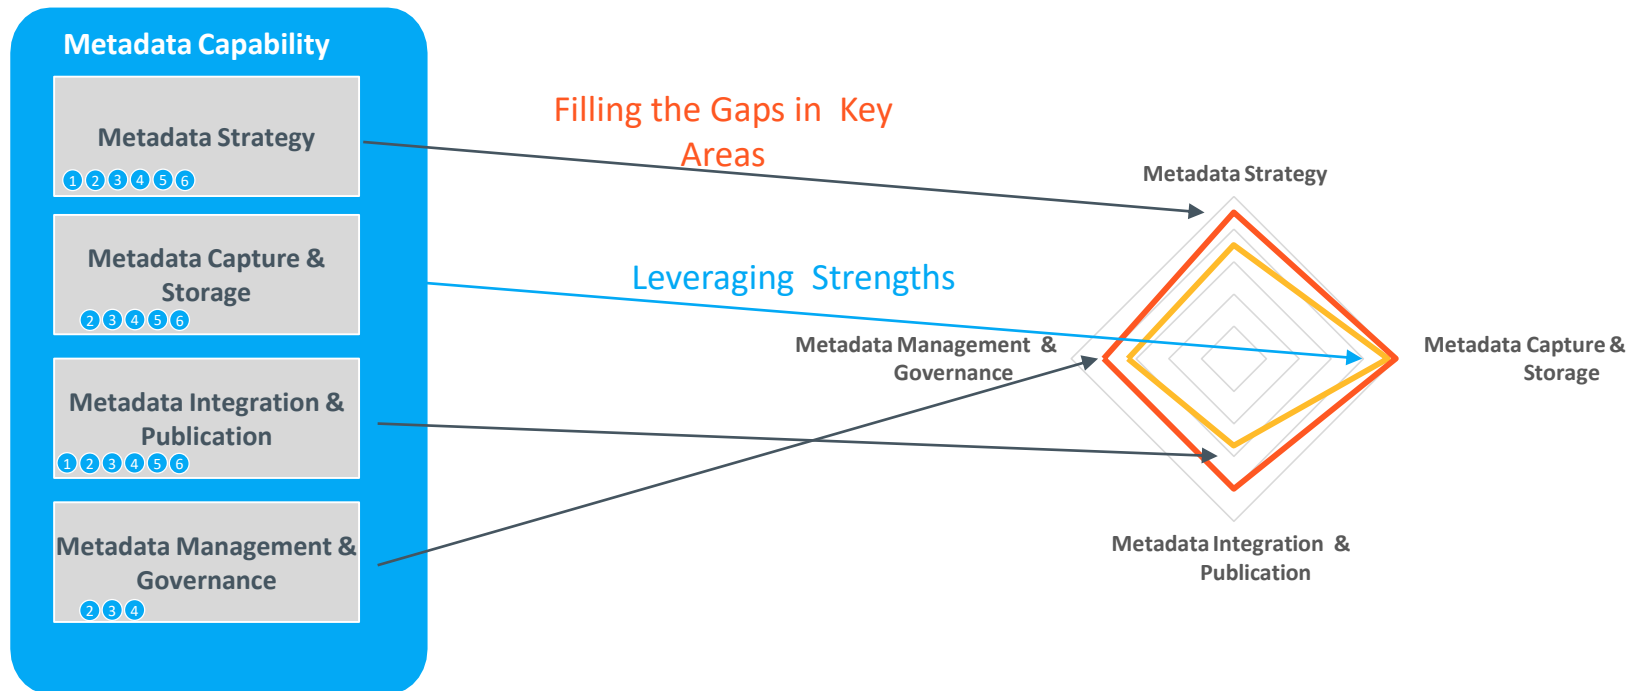 Metadata Capability
Metadata Strategy
1 2 3 4 5 6
Metadata Capture &
Storage
2 3 4 5 6
Metadata Integration &
Publication
1 2 3 4 5 6
Metadata Management &
Governance
2 3 4
Filling the Gaps in Key
Areas
Leveraging Strengths
Metadata Strategy
Metadata Management &
Governance
Metadata Capture &
Storage
Metadata Integration &
Publication